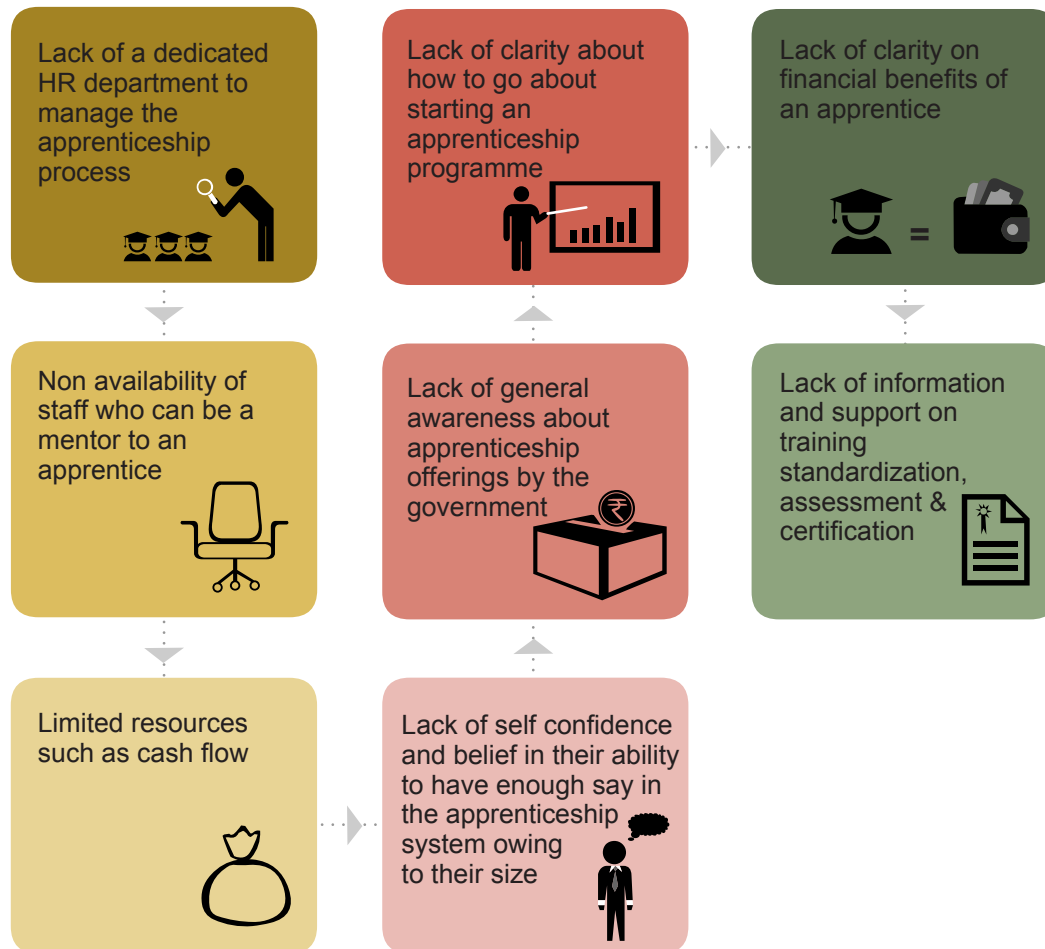 Lack of a dedicated
HR department to
manage the
apprenticeship
process
Non availability of
staff who can be a
mentor to an
apprentice
Limited resources
such as cash flow
Lack of self confidence
and belief in their ability
to have enough say in
the apprenticeship
system owing
to their size
Lack of general
awareness about
apprenticeship
offerings by the
government
₹
Lack of clarity about
how to go about
starting an
apprenticeship
programme
Lack of clarity on
financial benefits of
an apprentice
=
Lack of information
and support on
training
standardization,
assessment &
certification